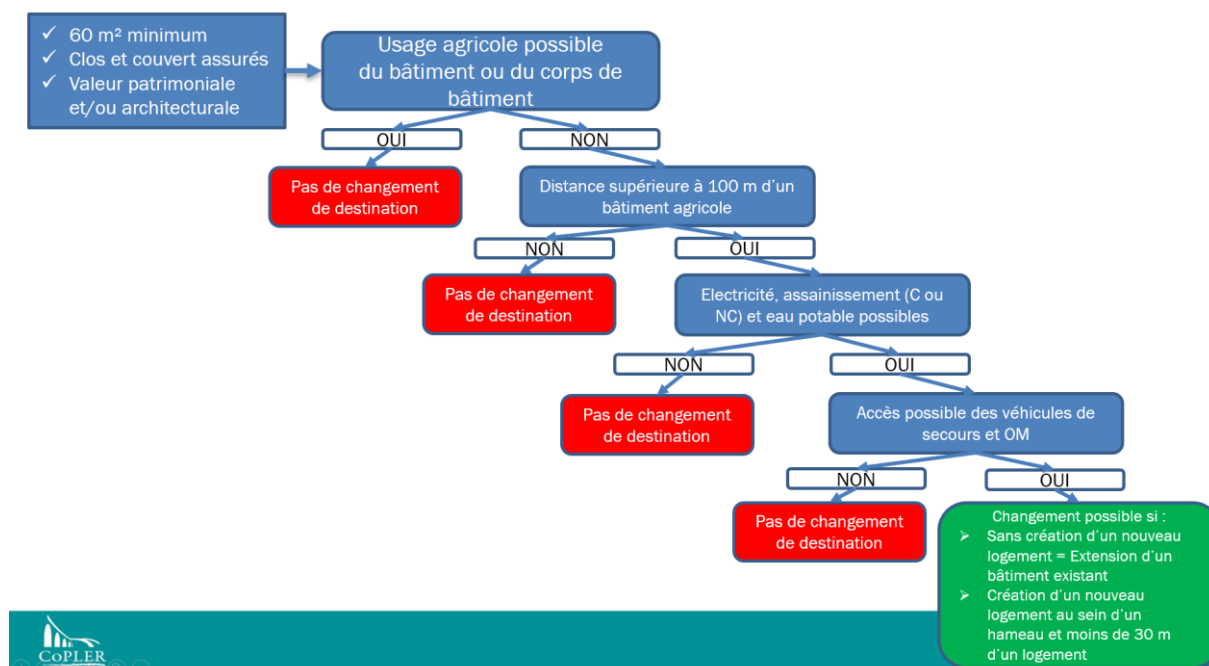 ✓ 60 m² minimum
✓ Clos et couvert assurés
✓ Valeur patrimoniale
et/ou architecturale
Usage agricole possible
du bâtiment ou du corps de
bâtiment
OUI
NON
Pas de changement
de destination
Distance supérieure à 100 m d'un
bâtiment agricole
NON
OUI
Pas de changement
de destination
Electricité, assainissement (C ou
NC) et eau potable possibles
NON
OUI
Pas de changement
de destination
Accès possible des véhicules de
secours et OM
NON
OUI
Pas de changement
de destination
Changement possible si :
➢ Sans création d'un nouveau
logement = Extension d'un
bâtiment existant
➢ Création d'un nouveau
logement au sein d'un
hameau et moins de 30 m
d'un logement
CoPLER